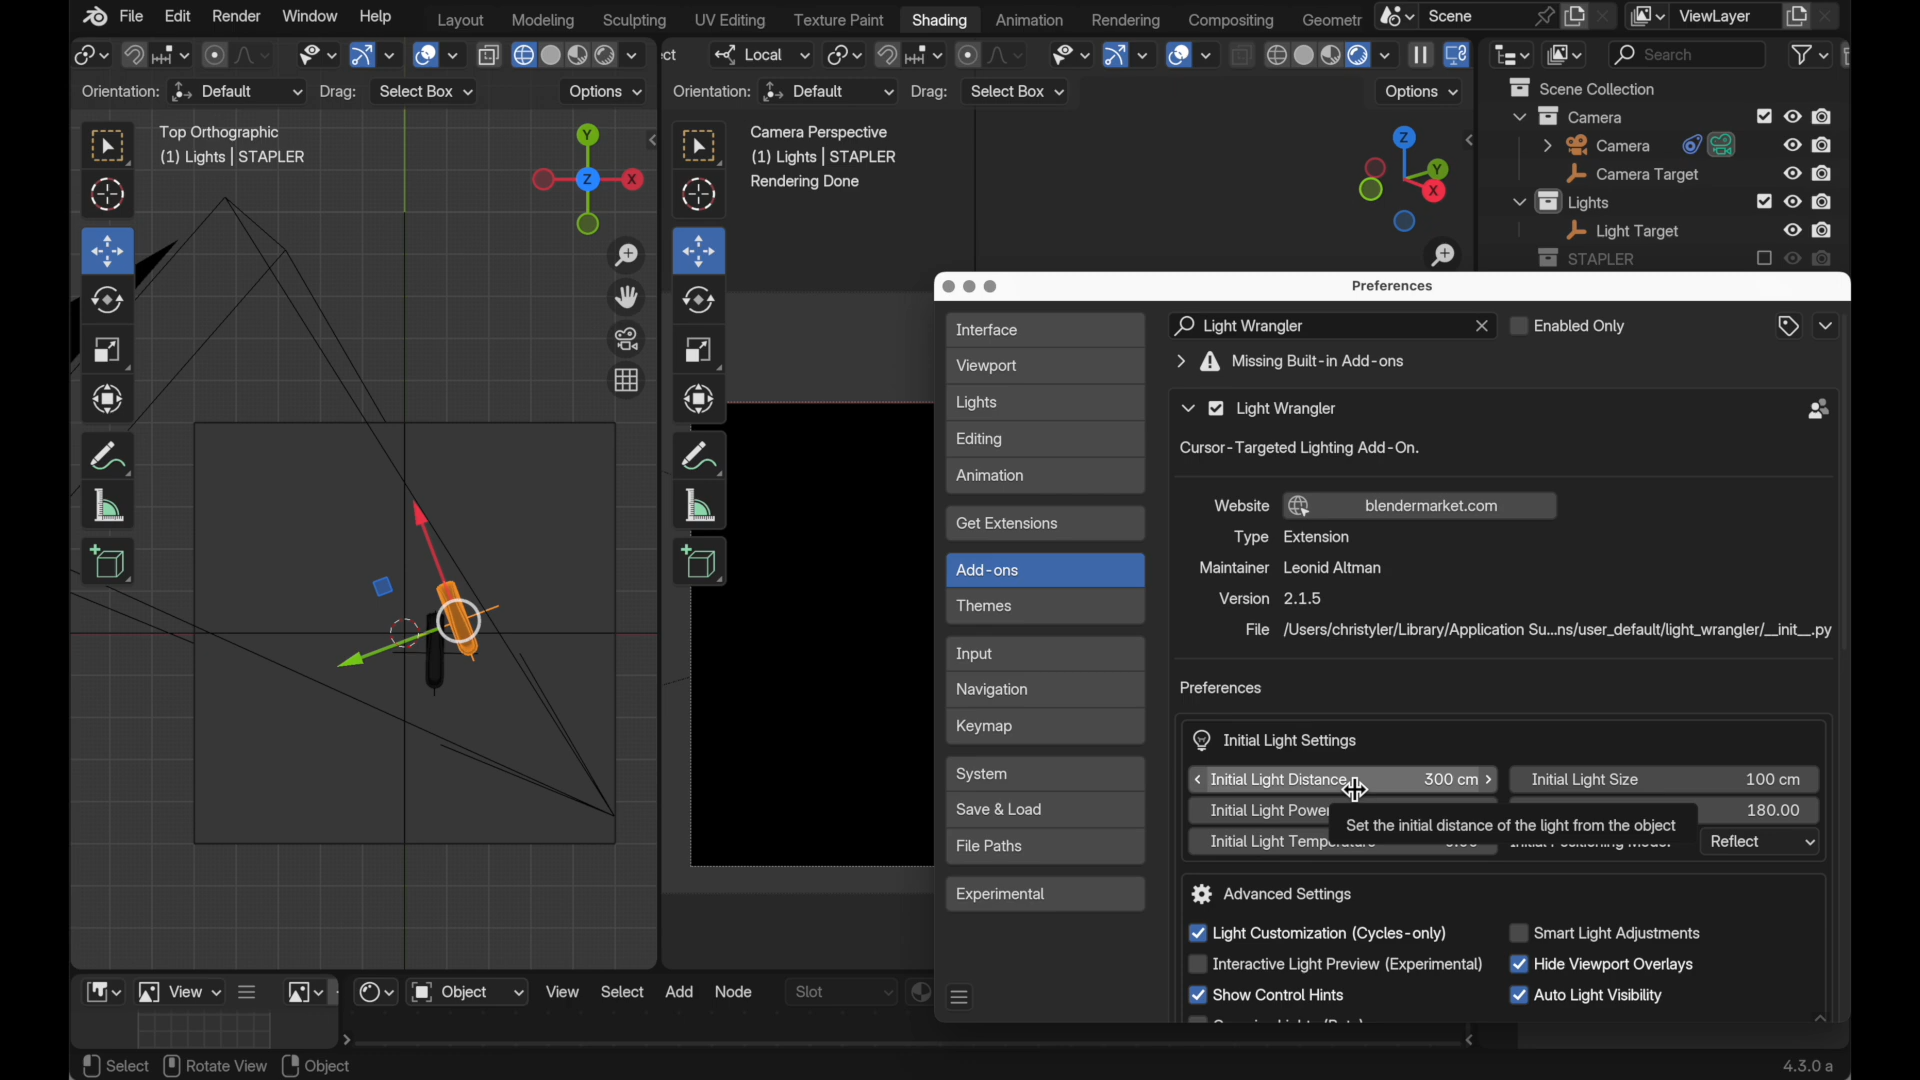 File Edit Render Window Help
Layout Modeling Sculpting UV Editing Texture Paint Shading Animation Rendering Compositing Geometr
Scene ViewLayer
ect Local
Search
Orientation: Default Drag: Select Box Options
Orientation: Default Drag: Select Box Options
Top Orthographic
(1) Lights | STAPLER
Camera Perspective
(1) Lights | STAPLER
Rendering Done
Y
Z
X
Z
Y
X
Scene Collection
Camera
Camera
Camera Target
Lights
Light Target
STAPLER
Preferences
Interface
Viewport
Lights
Editing
Animation
Get Extensions
Add-ons
Themes
Input
Navigation
Keymap
System
Save & Load
File Paths
Experimental
Light Wrangler
Enabled Only
Missing Built-in Add-ons
Light Wrangler
Cursor-Targeted Lighting Add-On.
Website blendermarket.com
Type Extension
Maintainer Leonid Altman
Version 2.1.5
File /Users/christyler/Library/Application Su...ns/user_default/light_wrangler/__init__.py
Preferences
Initial Light Settings
Initial Light Distance 300 cm
Initial Light Size 100 cm
Initial Light Power
180.00
Set the initial distance of the light from the object
Initial Light Temperature
Initial Positioning Mode: Reflect
Advanced Settings
Light Customization (Cycles-only)
Smart Light Adjustments
Interactive Light Preview (Experimental)
Hide Viewport Overlays
Show Control Hints
Auto Light Visibility
View
Object View Select Add Node Slot
Select Rotate View Object
4.3.0 a